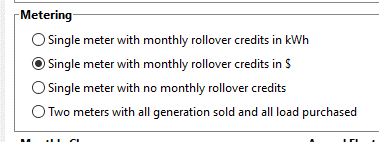 Metering
Single meter with monthly rollover credits in kWh
Single meter with monthly rollover credits in $
Single meter with no monthly rollover credits
Two meters with all generation sold and all load purchased